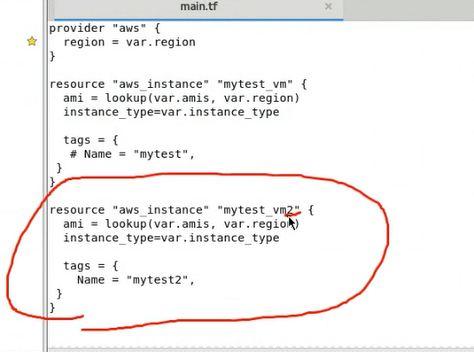 main.tf
provider "aws" {
region = var.region
}
resource "aws_instance" "mytest_vm" {
ami = lookup(var.amis, var.region)
instance_type=var.instance_type
tags = {
# Name = "mytest",
}
}
resource "aws_instance" "mytest_vm2" {
ami = lookup(var.amis, var.region)
instance_type=var.instance_type
tags = {
Name = "mytest2",
}
}